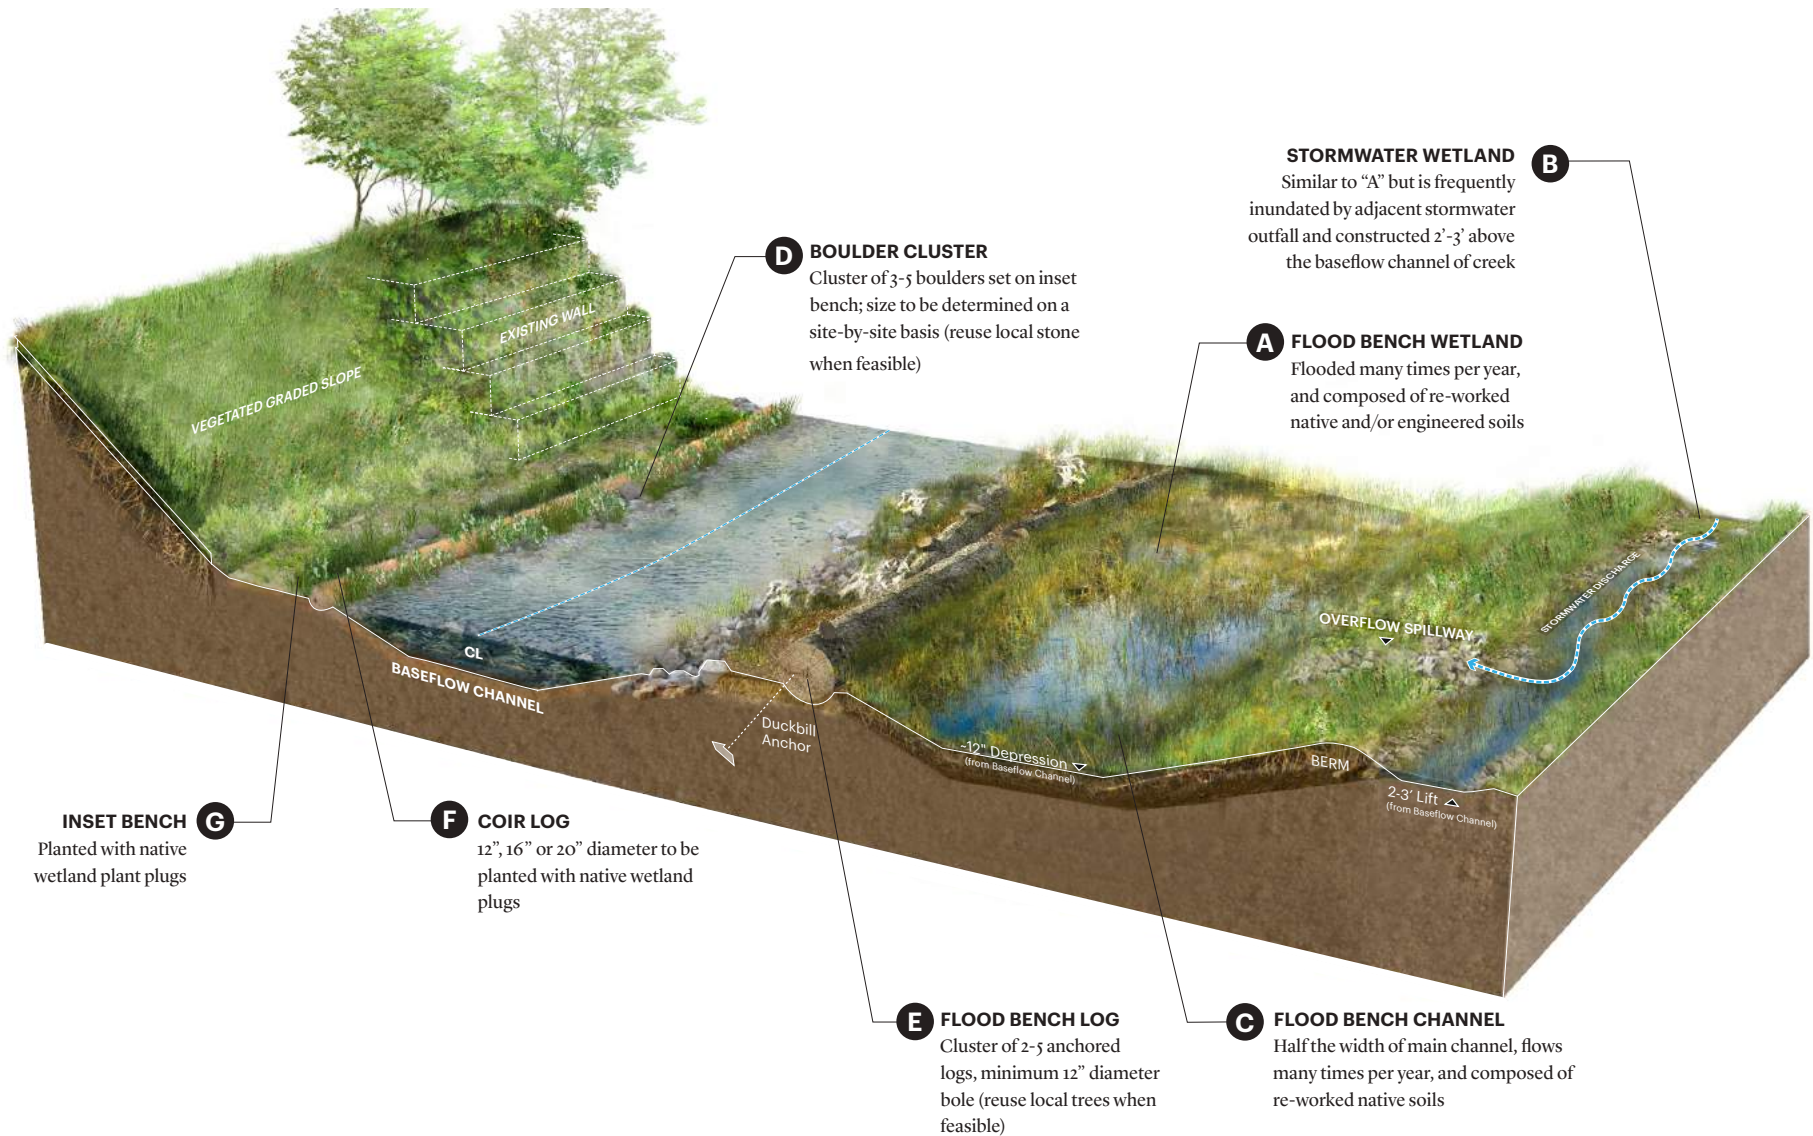 STORMWATER WETLAND
B
Similar to “A” but is frequently
inundated by adjacent stormwater
outfall and constructed 2’-3’ above
the baseflow channel of creek
D
BOULDER CLUSTER
Cluster of 3-5 boulders set on inset
bench; size to be determined on a
site-by-site basis (reuse local stone
when feasible)
A
FLOOD BENCH WETLAND
Flooded many times per year,
and composed of re-worked
native and/or engineered soils
EXISTING WALL
VEGETATED GRADED SLOPE
STORMWATER DISCHARGE
OVERFLOW SPILLWAY
CL
BASEFLOW CHANNEL
Duckbill
Anchor
~12" Depression
(from Baseflow Channel)
BERM
2-3’ Lift
(from Baseflow Channel)
INSET BENCH
G
Planted with native
wetland plant plugs
F
COIR LOG
12”, 16” or 20” diameter to be
planted with native wetland
plugs
E
FLOOD BENCH LOG
Cluster of 2-5 anchored
logs, minimum 12” diameter
bole (reuse local trees when
feasible)
C
FLOOD BENCH CHANNEL
Half the width of main channel, flows
many times per year, and composed of
re-worked native soils